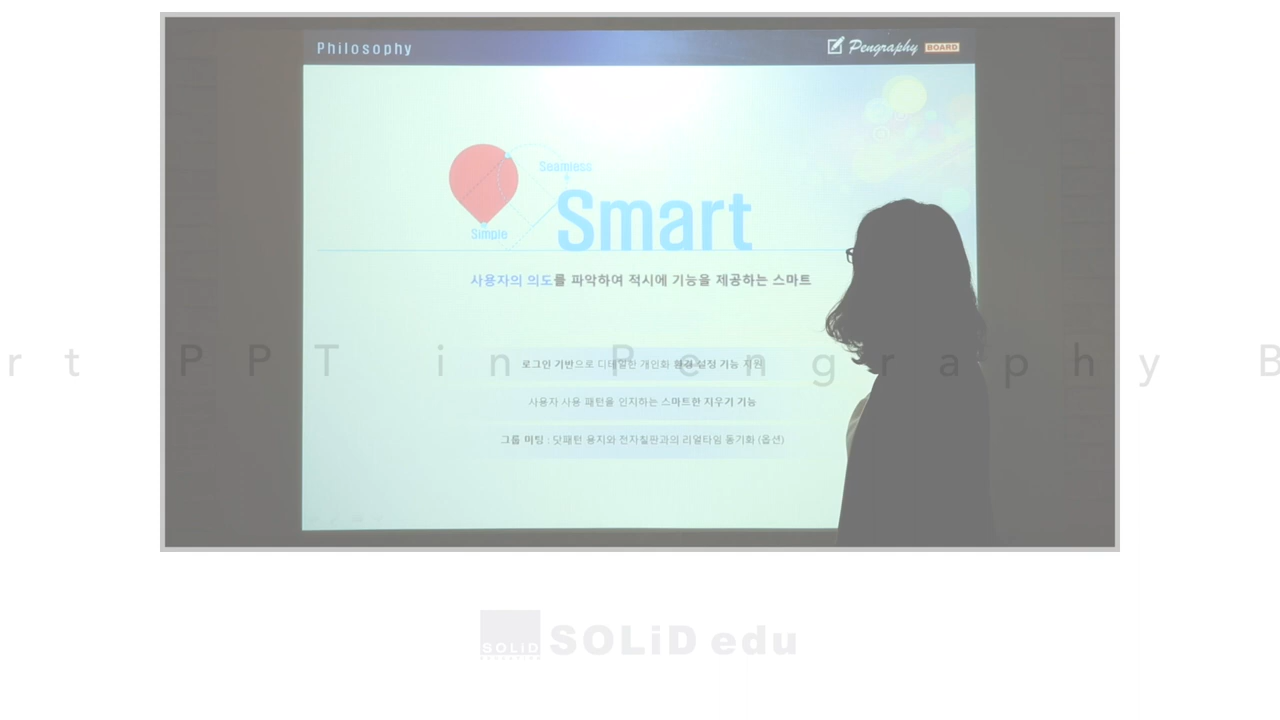 Philosophy
Pengraphy BOARD
Seamless
+
Smart
Simple
사용자의 의도를 파악하여 적시에 기능을 제공하는 스마트
rt PPT in Pengraphy B
로그인 기반으로 디테일한 개인화 환경 설정 기능 지원
사용자 사용 패턴을 인지하는 스마트한 지우기 기능
그룹 미팅 : 닷패턴 용지와 전자칠판과의 리얼타임 동기화 (옵션)
SOLiD
SOLiD edu